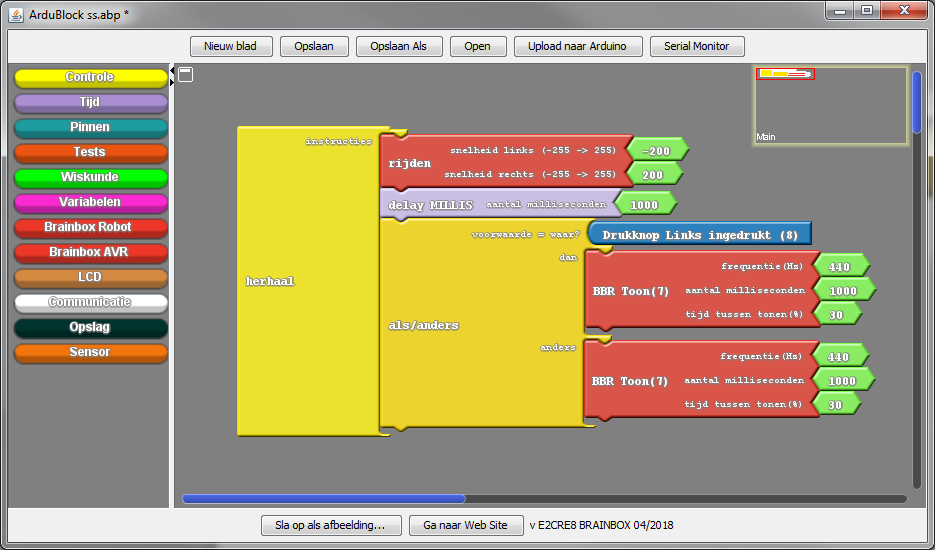 ArduBlock ss.abp *
Nieuw blad Opslaan Opslaan Als Open Upload naar Arduino Serial Monitor
Controle
Tijd
Pinnen
Tests
Wiskunde
Variabelen
Brainbox Robot
Brainbox AVR
LCD
Communicatie
Opslag
Sensor
Main
herhaal
instructies
rijden
snelheid links (-255 -> 255) -200
snelheid rechts (-255 -> 255) 200
delay MILLIS aantal milliseconden 1000
als/anders
voorwaarde = waar? Drukknop Links ingedrukt (8)
dan
BBR Toon(7)
frequentie(Hz) 440
aantal milliseconden 1000
tijd tussen tonen(%) 30
anders
BBR Toon(7)
frequentie(Hz) 440
aantal milliseconden 1000
tijd tussen tonen(%) 30
Sla op als afbeelding... Ga naar Web Site v E2CRE8 BRAINBOX 04/2018